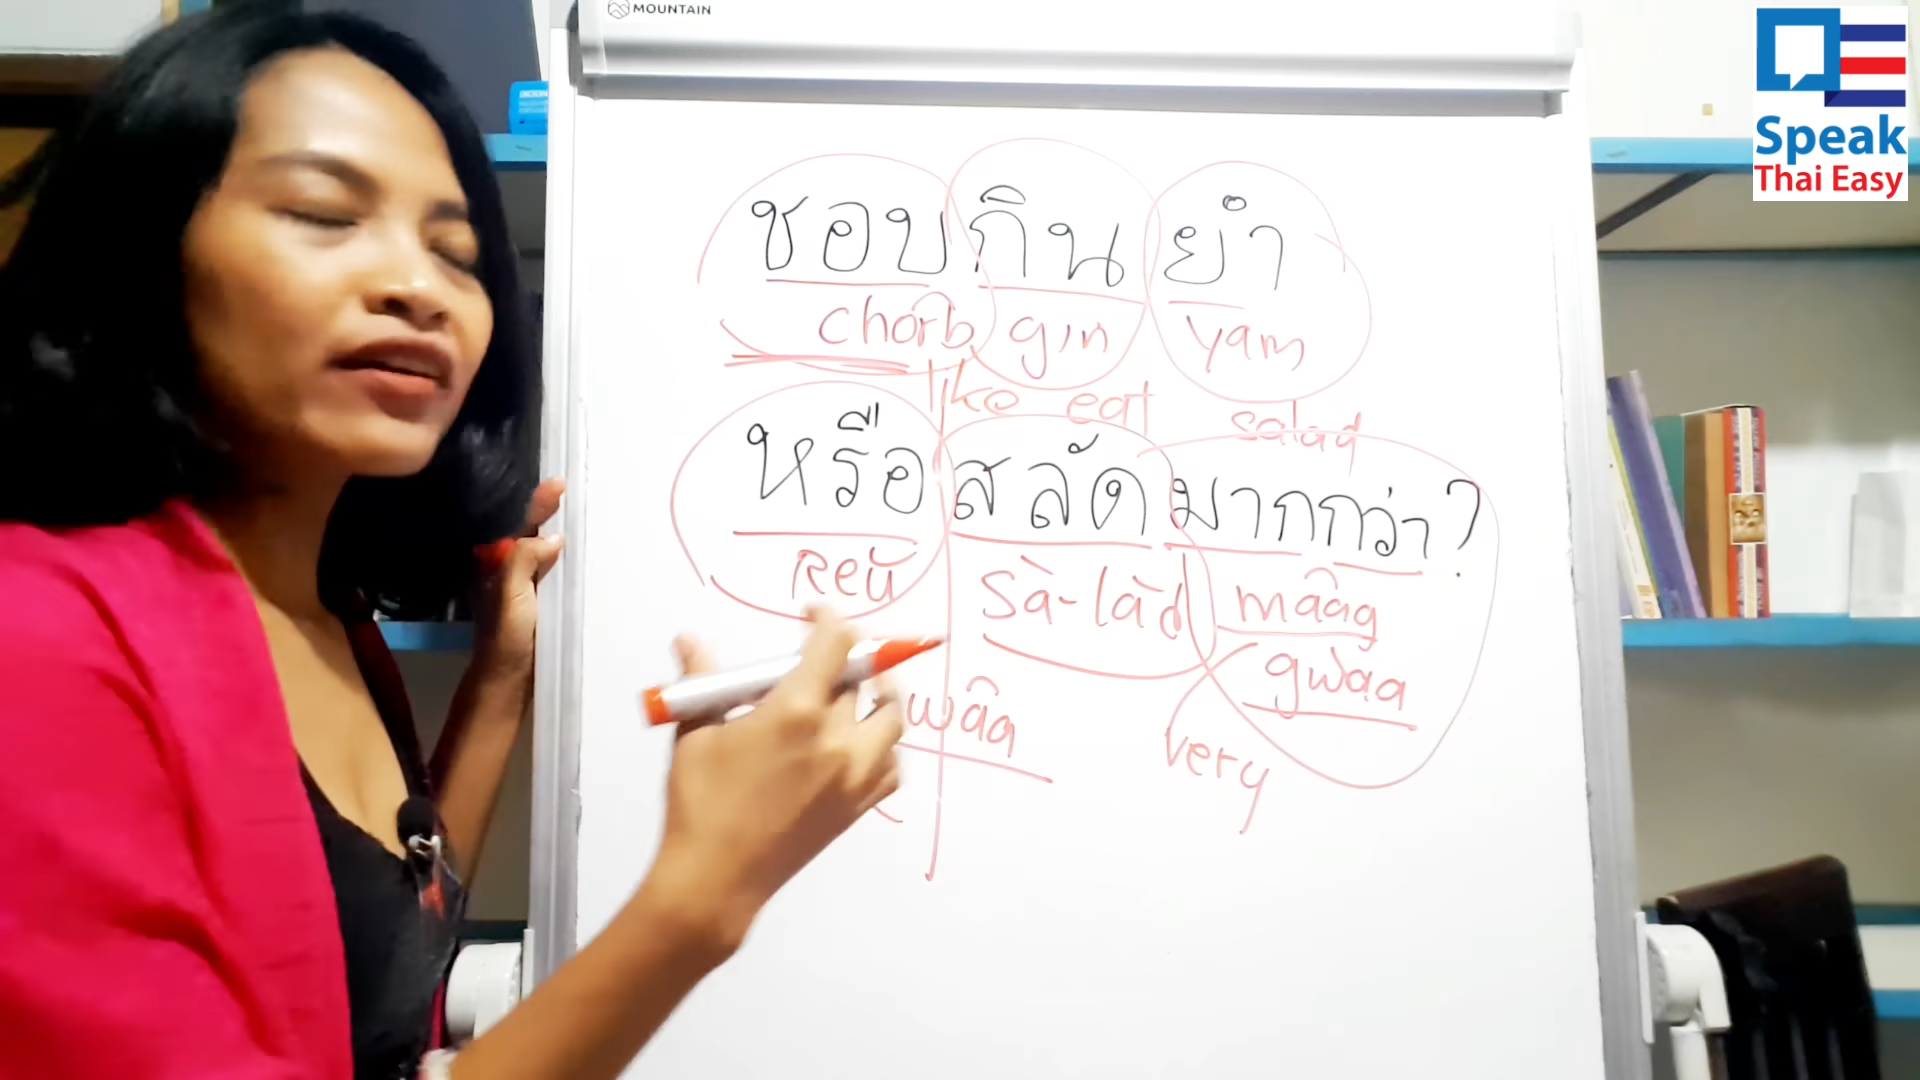 MOUNTAIN
Speak
Thai Easy
ชอบกินยำ
chorb gin yam
like eat salad
หรือสลัดมากกว่า?
Reŭ sà-làd mâag
gwàa
wâa
very